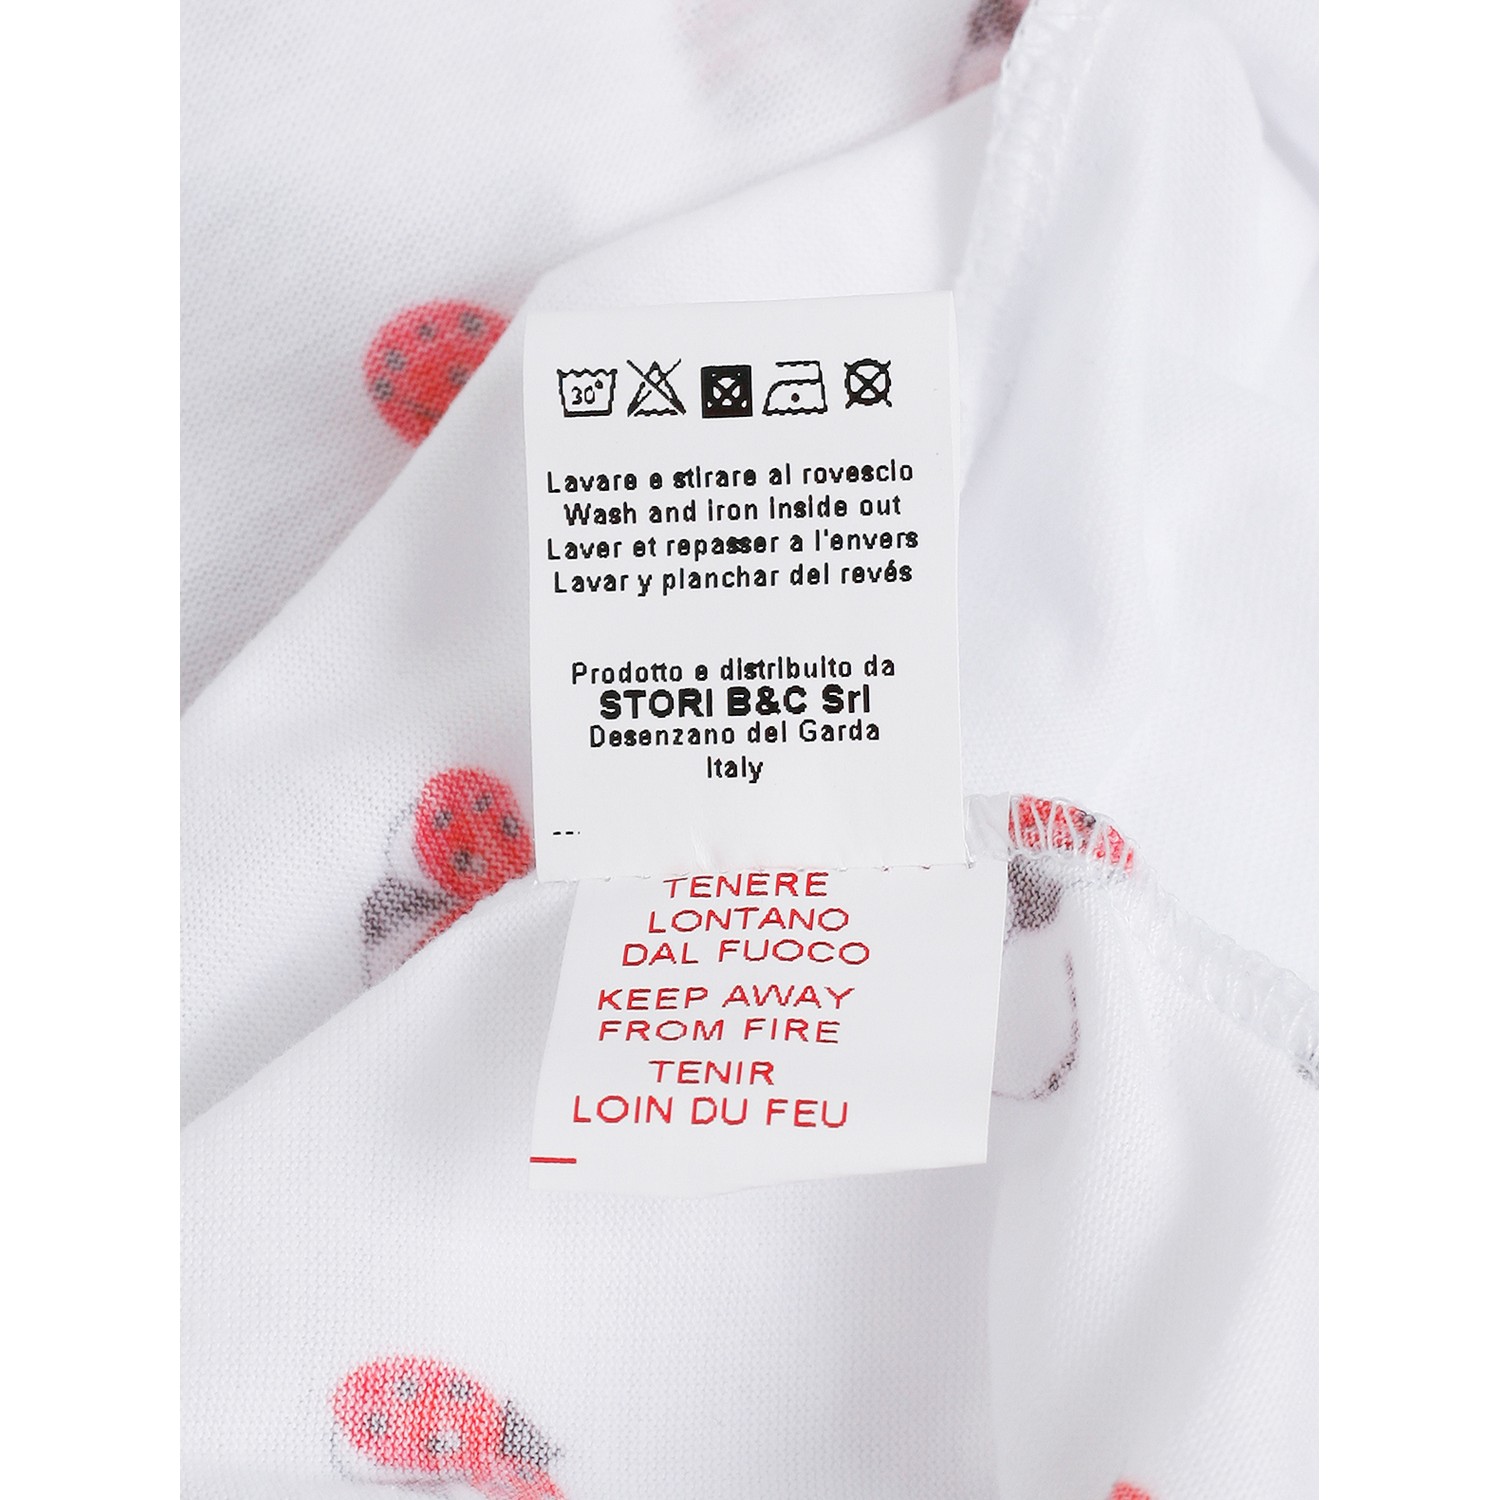 30°
Lavare e stirare al rovescio
Wash and iron inside out
Laver et repasser a l'envers
Lavar y planchar del revés
Prodotto e distribuito da
STORI B&C Srl
Desenzano del Garda
Italy
TENERE
LONTANO
DAL FUOCO
KEEP AWAY
FROM FIRE
TENIR
LOIN DU FEU